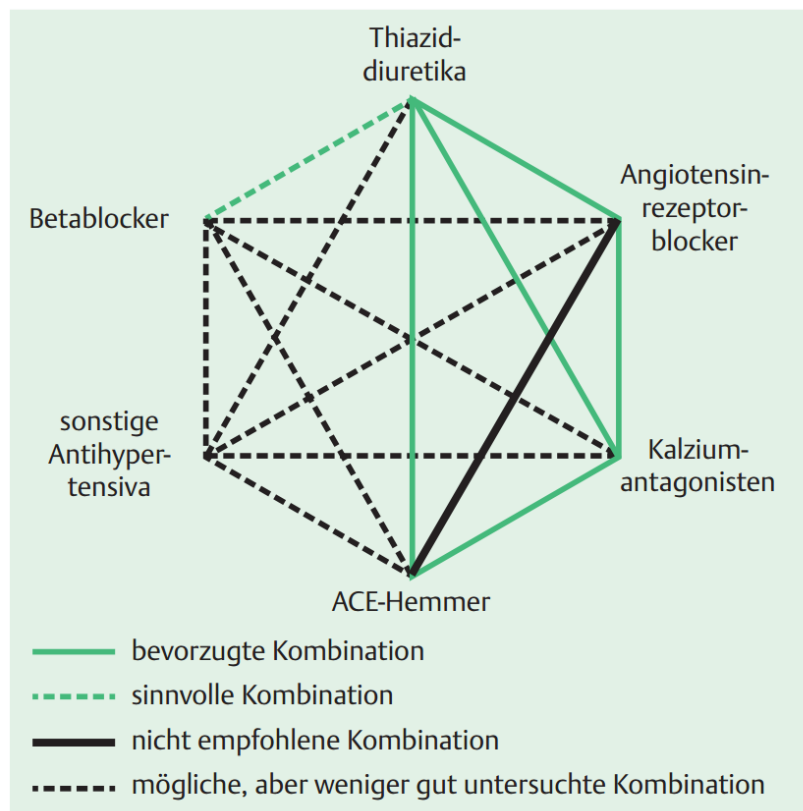 Thiazid-
diuretika
Angiotensin-
rezeptor-
blocker
Betablocker
sonstige
Antihyper-
tensiva
Kalzium-
antagonisten
ACE-Hemmer
bevorzugte Kombination
sinnvolle Kombination
nicht empfohlene Kombination
mögliche, aber weniger gut untersuchte Kombination